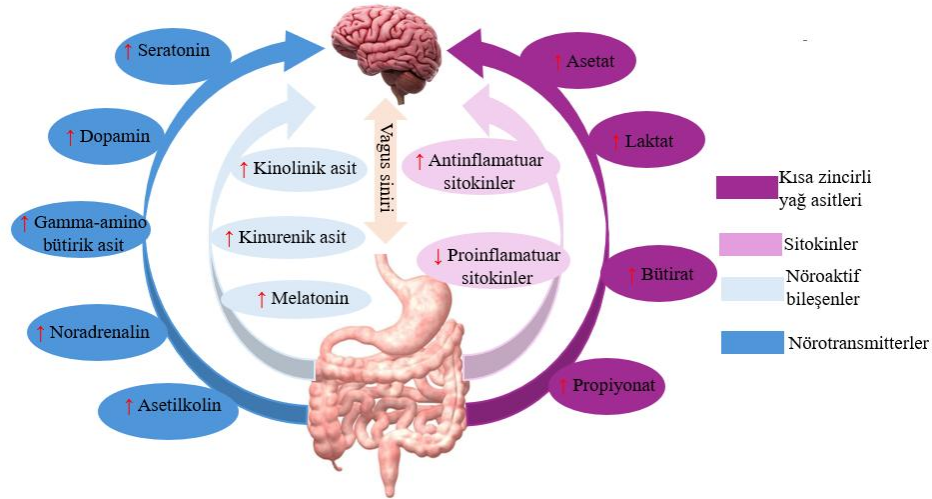 ↑ Seratonin
↑ Dopamin
↑ Gamma-amino
bütirik asit
↑ Noradrenalin
↑ Asetilkolin
↑ Kinolinik asit
↑ Kinurenik asit
↑ Melatonin
Vagus siniri
↑ Antinflamatuar
sitokinler
↓ Proinflamatuar
sitokinler
↑ Asetat
↑ Laktat
↑ Bütirat
↑ Propiyonat
Kısa zincirli
yağ asitleri
Sitokinler
Nöroaktif
bileşenler
Nörotransmitterler